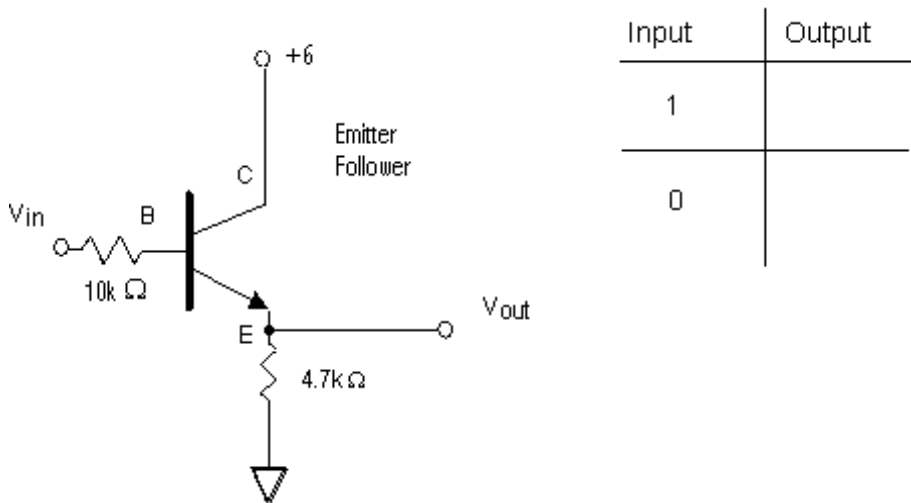 +6
Emitter
Follower
C
B
Vin
10k Ω
E
Vout
4.7k Ω
Input Output
1
0